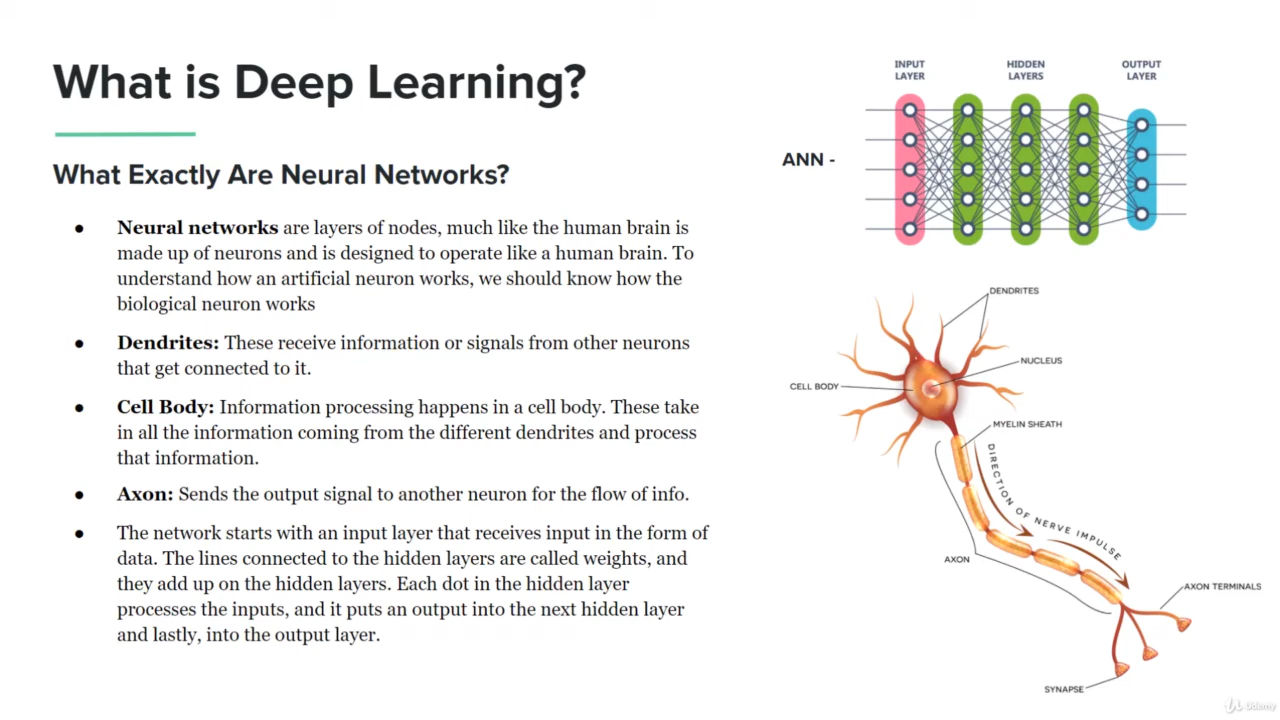 What is Deep Learning?
What Exactly Are Neural Networks?
● Neural networks are layers of nodes, much like the human brain is
made up of neurons and is designed to operate like a human brain. To
understand how an artificial neuron works, we should know how the
biological neuron works
● Dendrites: These receive information or signals from other neurons
that get connected to it.
● Cell Body: Information processing happens in a cell body. These take
in all the information coming from the different dendrites and process
that information.
● Axon: Sends the output signal to another neuron for the flow of info.
● The network starts with an input layer that receives input in the form of
data. The lines connected to the hidden layers are called weights, and
they add up on the hidden layers. Each dot in the hidden layer
processes the inputs, and it puts an output into the next hidden layer
and lastly, into the output layer.
INPUT
LAYER
HIDDEN
LAYERS
OUTPUT
LAYER
ANN -
DENDRITES
NUCLEUS
CELL BODY
MYELIN SHEATH
DIRECTION OF NERVE IMPULSE
AXON
AXON TERMINALS
SYNAPSE
Udemy